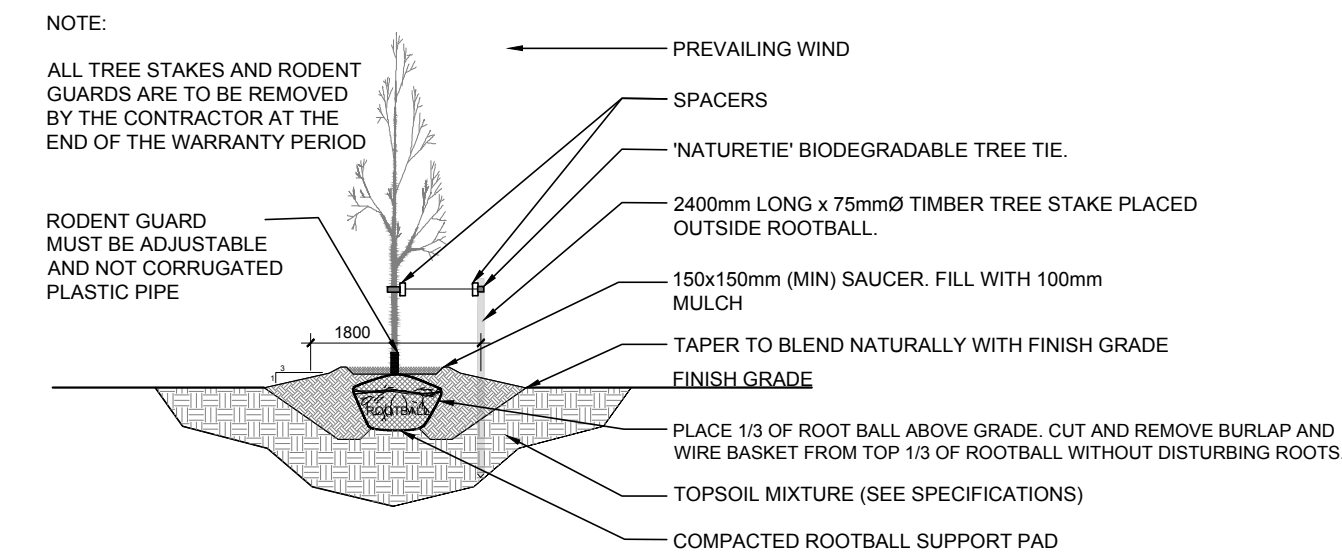 NOTE:
ALL TREE STAKES AND RODENT
GUARDS ARE TO BE REMOVED
BY THE CONTRACTOR AT THE
END OF THE WARRANTY PERIOD
RODENT GUARD
MUST BE ADJUSTABLE
AND NOT CORRUGATED
PLASTIC PIPE
1800
3
1
ROOTBALL
PREVAILING WIND
SPACERS
'NATURETIE' BIODEGRADABLE TREE TIE.
2400mm LONG x 75mmØ TIMBER TREE STAKE PLACED
OUTSIDE ROOTBALL.
150x150mm (MIN) SAUCER. FILL WITH 100mm
MULCH
TAPER TO BLEND NATURALLY WITH FINISH GRADE
FINISH GRADE
PLACE 1/3 OF ROOT BALL ABOVE GRADE. CUT AND REMOVE BURLAP AND
WIRE BASKET FROM TOP 1/3 OF ROOTBALL WITHOUT DISTURBING ROOTS.
TOPSOIL MIXTURE (SEE SPECIFICATIONS)
COMPACTED ROOTBALL SUPPORT PAD